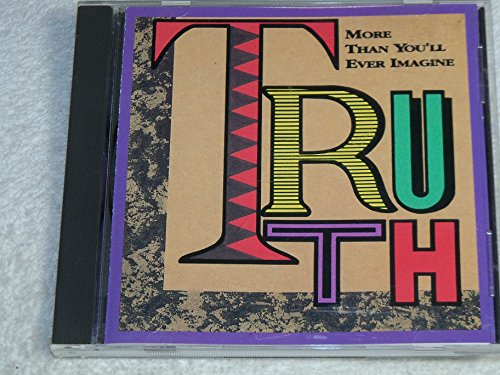 More
Than You'll
Ever Imagine
TRUTH